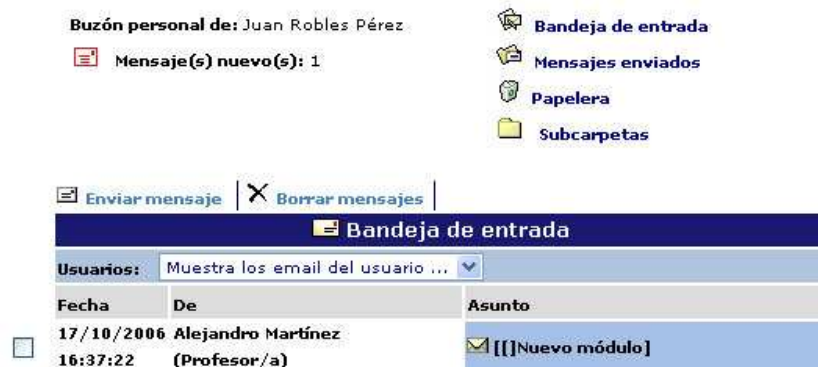 Buzón personal de: Juan Robles Pérez
Mensaje(s) nuevo(s): 1
Bandeja de entrada
Mensajes enviados
Papelera
Subcarpetas
Enviar mensaje Borrar mensajes
Bandeja de entrada
Usuarios: Muestra los email del usuario ...
Fecha De Asunto
17/10/2006 Alejandro Martínez
16:37:22 (Profesor/a)
[[]Nuevo módulo]